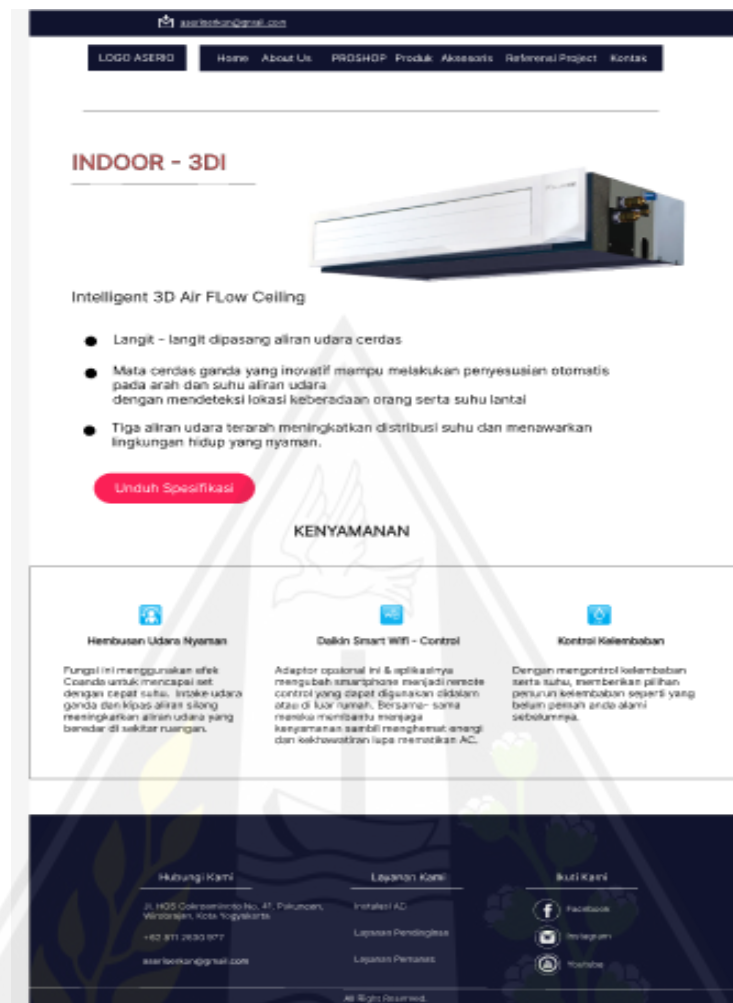 aseriserkon@gmail.com
LOGO ASERIO
Home About Us PROSHOP Produk Aksesoris Referensi Project Kontak
INDOOR - 3DI
Intelligent 3D Air FLow Ceiling
Langit - langit dipasang aliran udara cerdas
Mata cerdas ganda yang inovatif mampu melakukan penyesuaian otomatis
pada arah dan suhu aliran udara
dengan mendeteksi lokasi keberadaan orang serta suhu lantai
Tiga aliran udara terarah meningkatkan distribusi suhu dan menawarkan
lingkungan hidup yang nyaman.
Unduh Spesifikasi
KENYAMANAN
Hembusan Udara Nyaman
Fungsi ini menggunakan efek
Coanda untuk mencapai set
dengan cepat suhu. Intake udara
ganda dan kipas aliran silang
meningkatkan aliran udara yang
beredar di sekitar ruangan.
Daikin Smart Wifi - Control
Adaptor opsional ini & aplikasinya
mengubah smartphone menjadi remote
control yang dapat digunakan didalam
atau di luar rumah. Bersama- sama
mereka membantu menjaga
kenyamanan sambil menghemat energi
dan kekhawatiran lupa mematikan AC.
Kontrol Kelembaban
Dengan mengontrol kelembaban
serta suhu, memberikan pilihan
penurun kelembaban seperti yang
belum pernah anda alami
sebelumnya.
Hubungi Kami
Jl. HOS Cokroaminoto No. 41, Pakuncen,
Wirobrajan, Kota Yogyakarta
+62 811 2630 977
aseriserkon@gmail.com
Layanan Kami
Instalasi AC
Layanan Pendinginan
Layanan Pemanas
Ikuti Kami
Facebook
Instagram
Youtube
All Right Reserved.